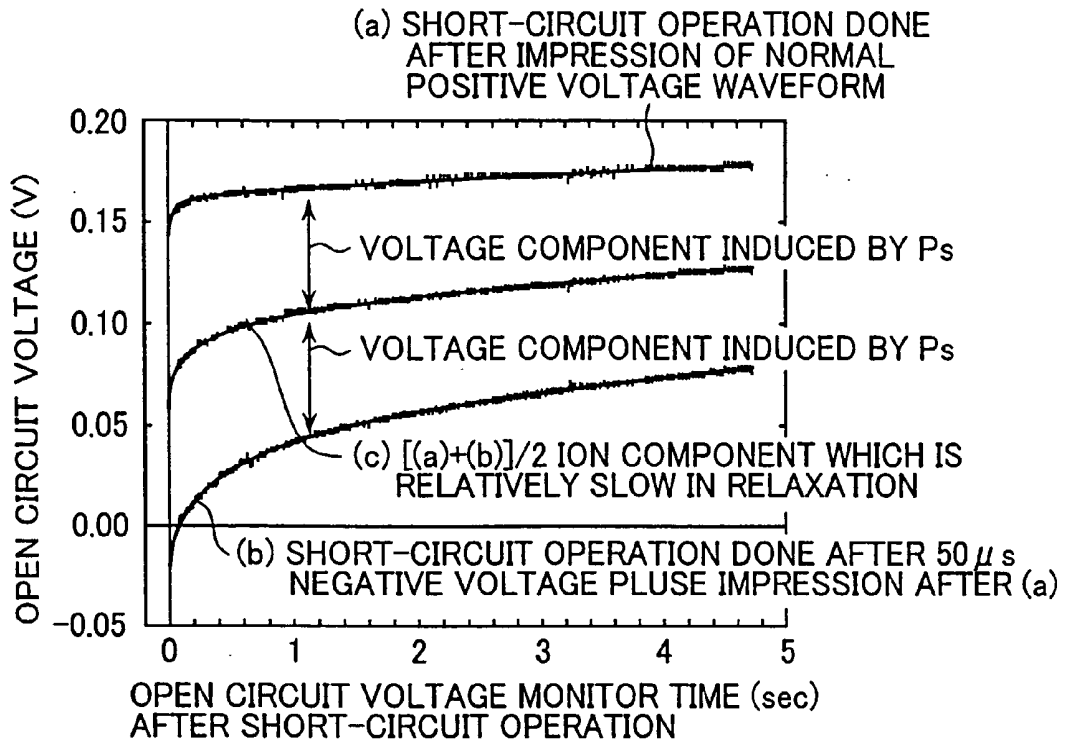 (a) SHORT-CIRCUIT OPERATION DONE
AFTER IMPRESSION OF NORMAL
POSITIVE VOLTAGE WAVEFORM
OPEN CIRCUIT VOLTAGE (V)
0.20
0.15
0.10
0.05
0.00
-0.05
VOLTAGE COMPONENT INDUCED BY Ps
VOLTAGE COMPONENT INDUCED BY Ps
(c) [(a)+(b)]/2 ION COMPONENT WHICH IS
RELATIVELY SLOW IN RELAXATION
(b) SHORT-CIRCUIT OPERATION DONE AFTER 50μs
NEGATIVE VOLTAGE PLUSE IMPRESSION AFTER (a)
0 1 2 3 4 5
OPEN CIRCUIT VOLTAGE MONITOR TIME (sec)
AFTER SHORT-CIRCUIT OPERATION